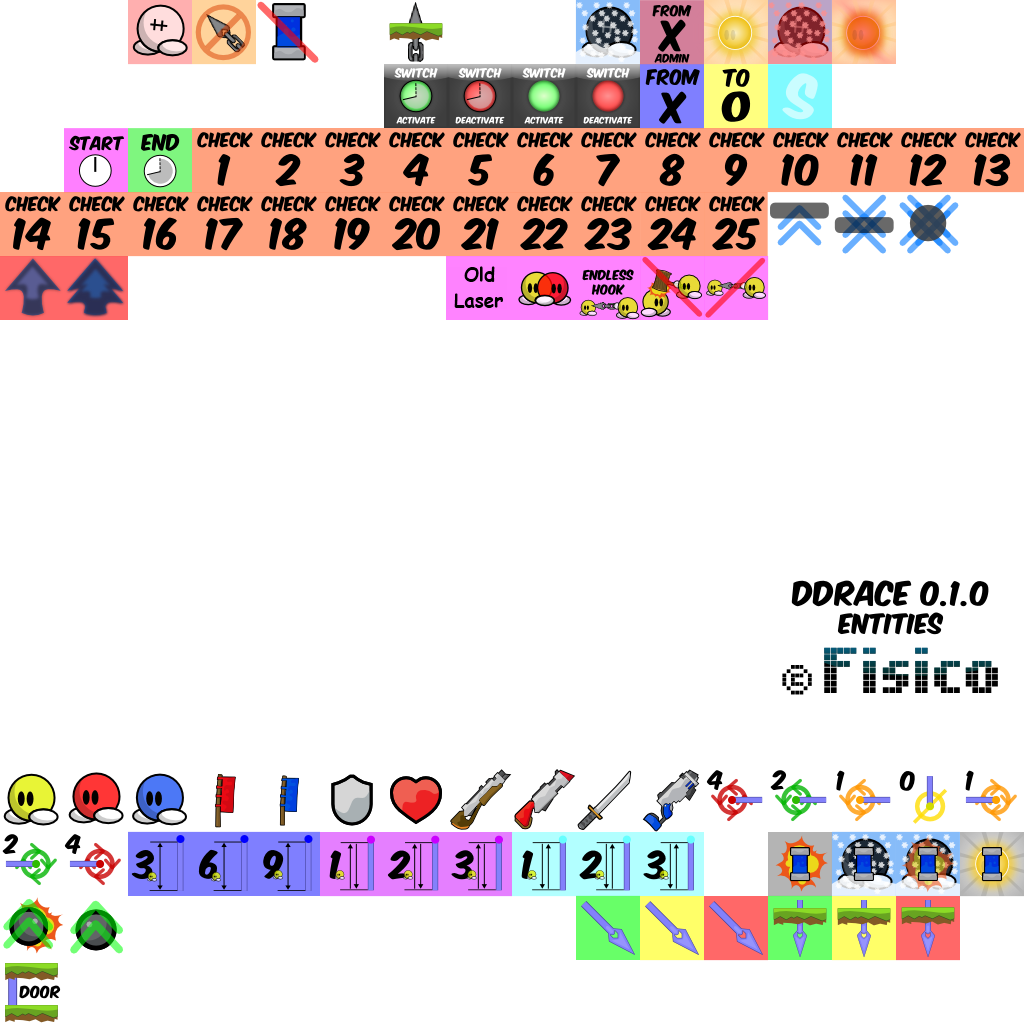 FROM
X
ADMIN
SWITCH ACTIVATE
SWITCH DEACTIVATE
SWITCH ACTIVATE
SWITCH DEACTIVATE
FROM X
TO 0
S
START END CHECK CHECK CHECK CHECK CHECK CHECK CHECK CHECK CHECK CHECK CHECK CHECK CHECK
1 2 3 4 5 6 7 8 9 10 11 12 13
CHECK CHECK CHECK CHECK CHECK CHECK CHECK CHECK CHECK CHECK CHECK CHECK
14 15 16 17 18 19 20 21 22 23 24 25
Old
Laser
ENDLESS
HOOK
DDRACE 0.1.0
ENTITIES
© Fisico
4 2 1 0 1
2 4 3 6 9 1 2 3 1 2 3
DOOR